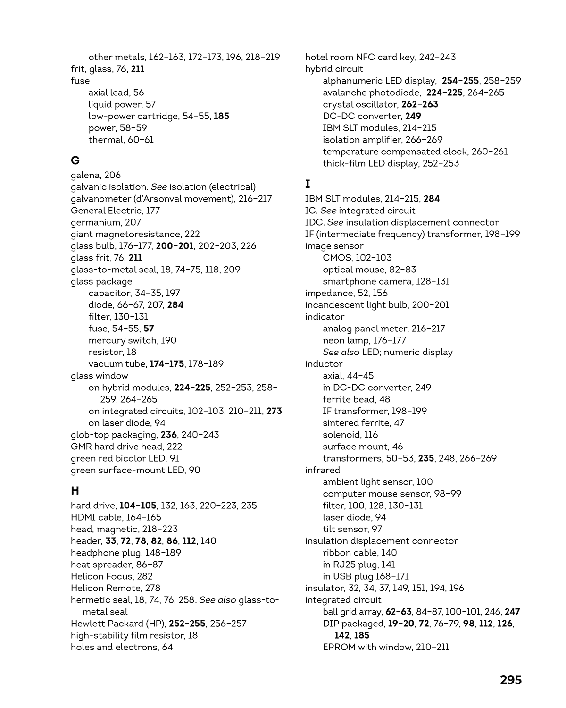 other metals, 162–163, 172–173, 196, 218–219
frit, glass, 76, 211
fuse
axial lead, 56
liquid power, 57
low-power cartridge, 54–55, 185
power, 58–59
thermal, 60–61
G
galena, 206
galvanic isolation. See isolation (electrical)
galvanometer (d'Arsonval movement), 216–217
General Electric, 177
germanium, 207
giant magnetoresistance, 222
glass bulb, 176–177, 200–201, 202–203, 226
glass frit, 76, 211
glass-to-metal seal, 18, 74–75, 118, 209
glass package
capacitor, 34–35, 197
diode, 66–67, 207, 284
filter, 130–131
fuse, 54–55, 57
mercury switch, 190
resistor, 18
vacuum tube, 174–175, 178–189
glass window
on hybrid modules, 224–225, 252–253, 258–
259, 264–265
on integrated circuits, 102–103, 210–211, 273
on laser diode, 94
glob-top packaging, 236, 240–243
GMR hard drive head, 222
green red bicolor LED, 91
green surface-mount LED, 90
H
hard drive, 104–105, 132, 163, 220–223, 235
HDMI cable, 164–165
head, magnetic, 218–223
header, 33, 72, 78, 82, 86, 112, 140
headphone plug, 148–189
heat spreader, 86–87
Helicon Focus, 282
Helicon Remote, 278
hermetic seal, 18, 74, 76, 258. See also glass-to-
metal seal
Hewlett Packard (HP), 252–255, 256–257
high-stability film resistor, 18
holes and electrons, 64
hotel room NFC card key, 242–243
hybrid circuit
alphanumeric LED display, 254–255, 258–259
avalanche photodiode, 224–225, 264–265
crystal oscillator, 262–263
DC-DC converter, 249
IBM SLT modules, 214–215
isolation amplifier, 266–269
temperature compensated clock, 260–261
thick-film LED display, 252–253
I
IBM SLT modules, 214–215, 284
IC. See integrated circuit
IDC. See insulation displacement connector
IF (intermediate frequency) transformer, 198–199
image sensor
CMOS, 102–103
optical mouse, 82–83
smartphone camera, 128–131
impedance, 52, 156
incandescent light bulb, 200–201
indicator
analog panel meter, 216–217
neon lamp, 176–177
See also LED; numeric display
inductor
axial, 44–45
in DC-DC converter, 249
ferrite bead, 48
IF transformer, 198–199
sintered ferrite, 47
solenoid, 116
surface mount, 46
transformers, 50–53, 235, 248, 266–269
infrared
ambient light sensor, 100
computer mouse sensor, 98–99
filter, 100, 128, 130–131
laser diode, 94
tilt sensor, 97
insulation displacement connector
ribbon cable, 140
in RJ25 plug, 141
in USB plug 168–171
insulator, 32, 34, 37, 149, 151, 194, 196
integrated circuit
ball grid array, 62–63, 84–87, 100–101, 246, 247
DIP packaged, 19–20, 72, 76–79, 98, 112, 126,
142, 185
EPROM with window, 210–211
295